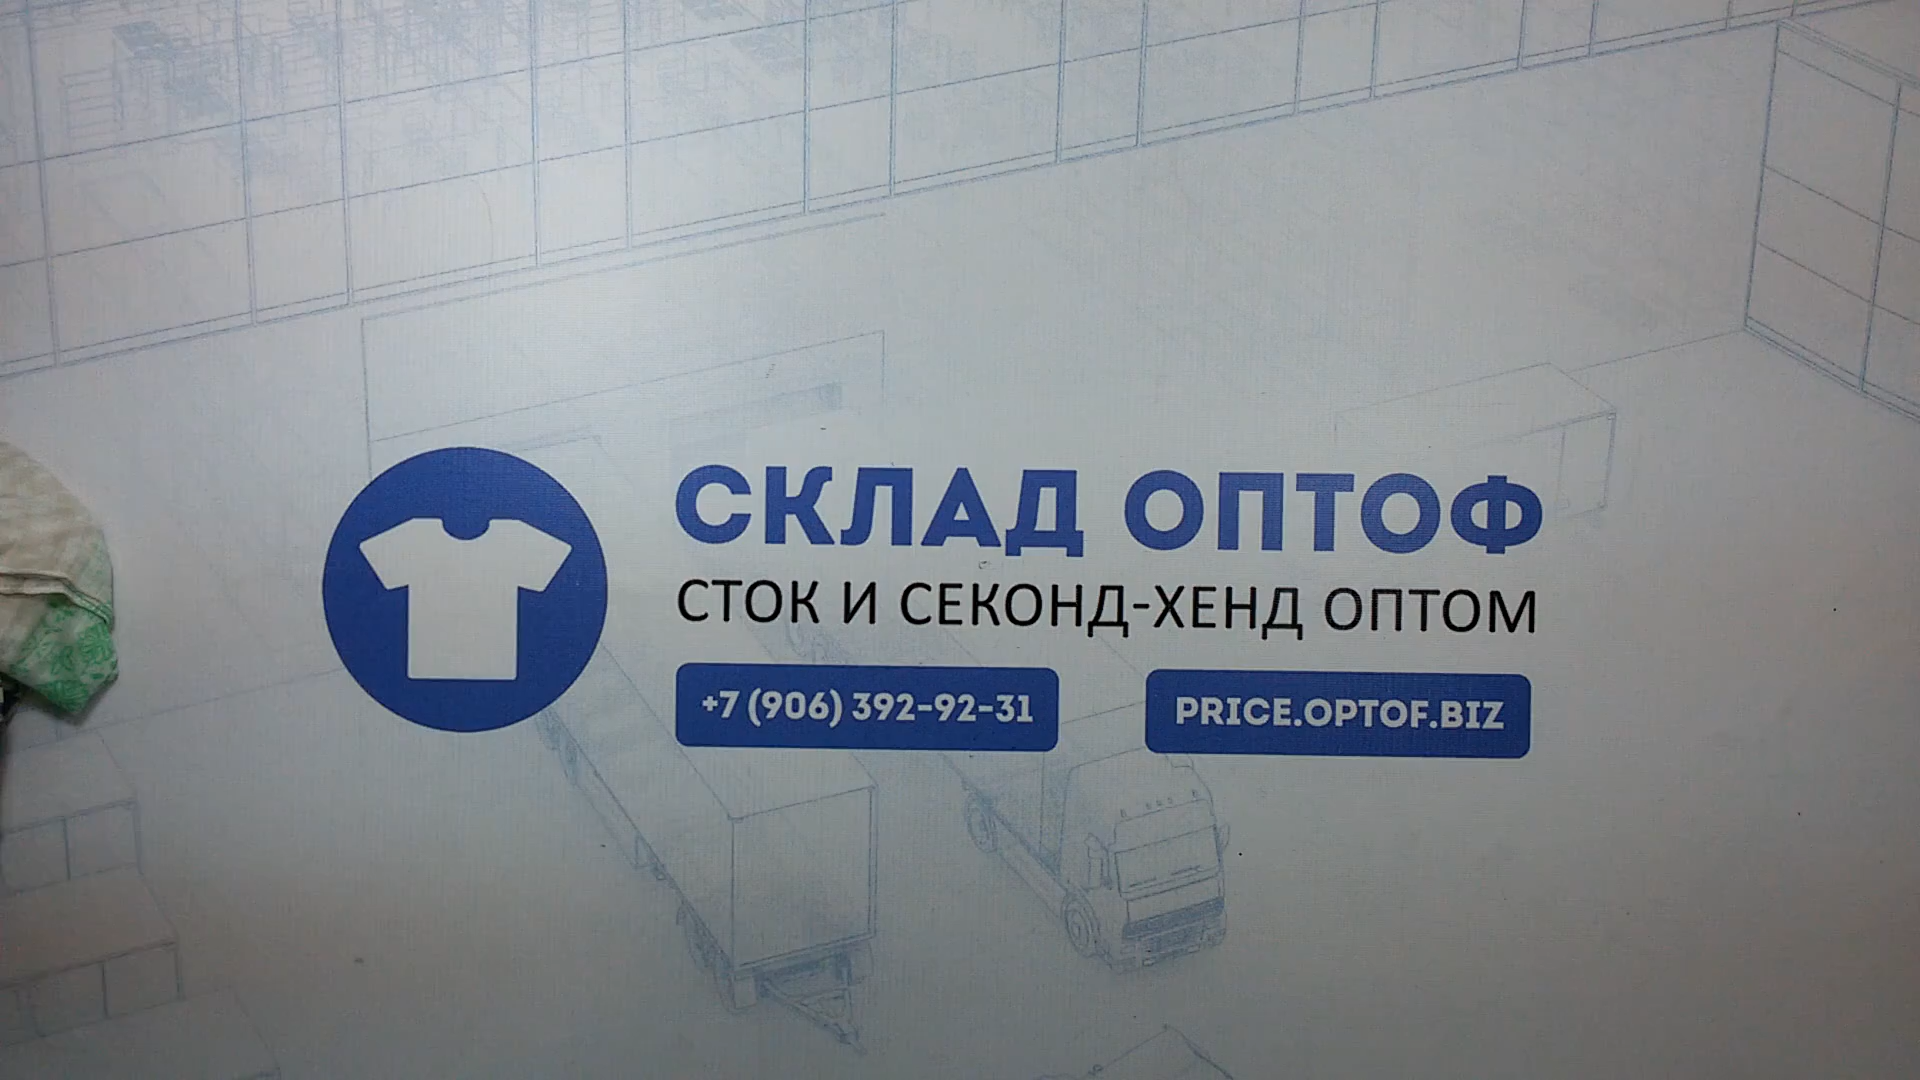 СКЛАД ОПТОФ
СТОК И СЕКОНД-ХЕНД ОПТОМ
+7 (906) 392-92-31
PRICE.OPTOF.BIZ